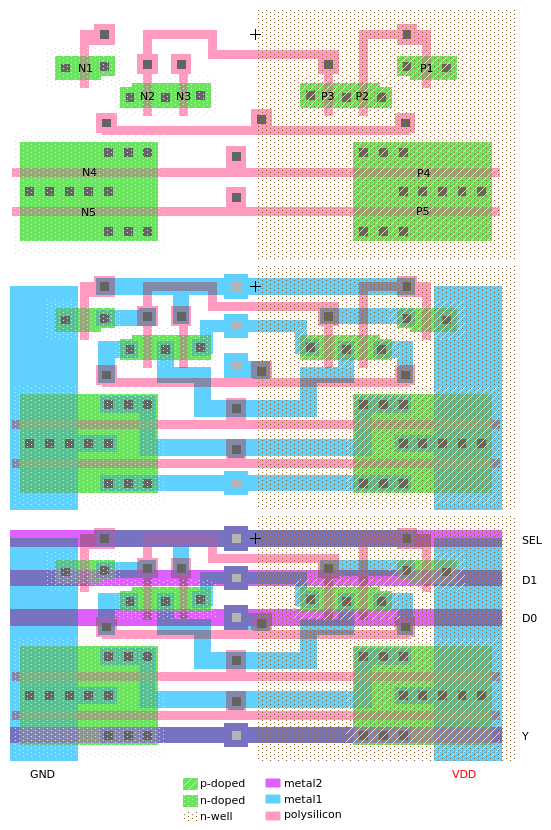 N1 P1
N2 N3 P3 P2
N4 P4
N5 P5
SEL
D1
D0
Y
GND VDD
p-doped metal2
n-doped metal1
n-well polysilicon